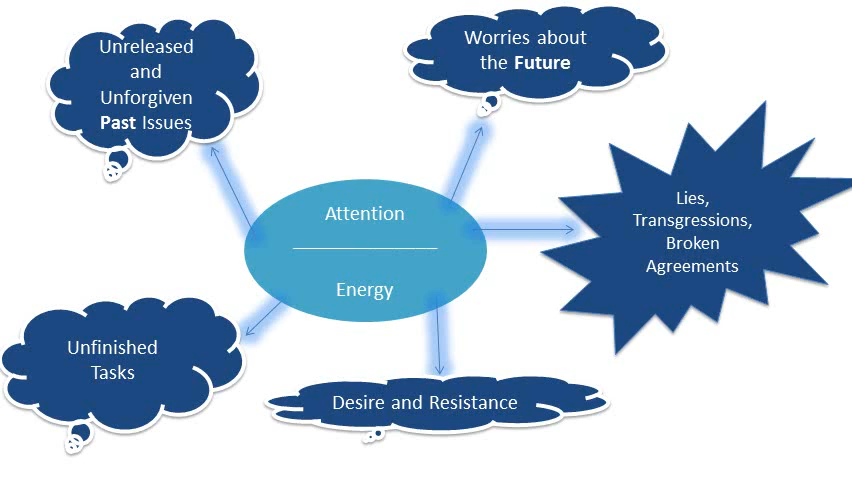 Unreleased
and
Unforgiven
Past Issues
Worries about
the Future
Attention
Energy
Lies,
Transgressions,
Broken
Agreements
Unfinished
Tasks
Desire and Resistance